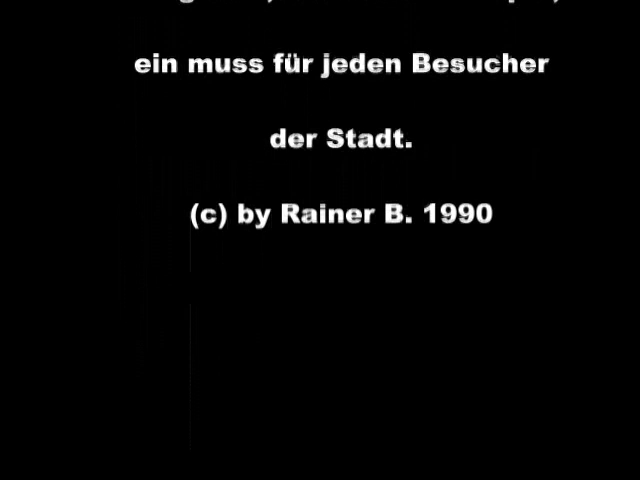 ein muss für jeden Besucher
der Stadt.
(c) by Rainer B. 1990